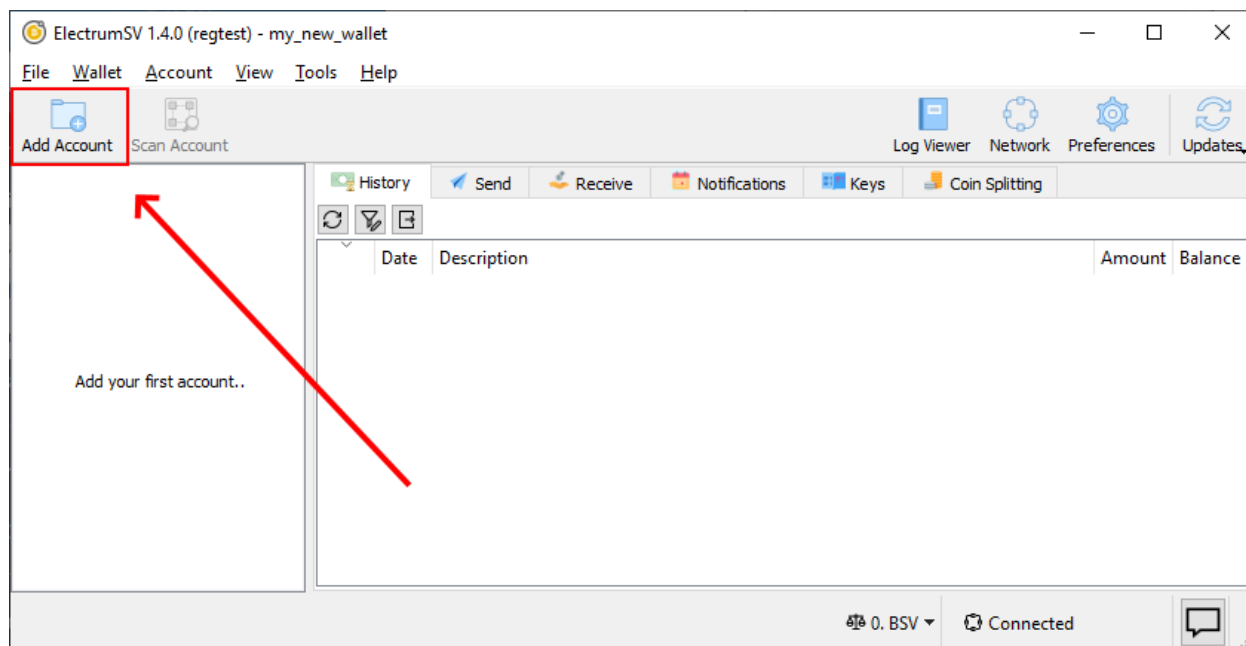 ElectrumSV 1.4.0 (regtest) - my_new_wallet
File Wallet Account View Tools Help
Add Account Scan Account Log Viewer Network Preferences Updates
History Send Receive Notifications Keys Coin Splitting
Date Description Amount Balance
Add your first account..
0. BSV Connected